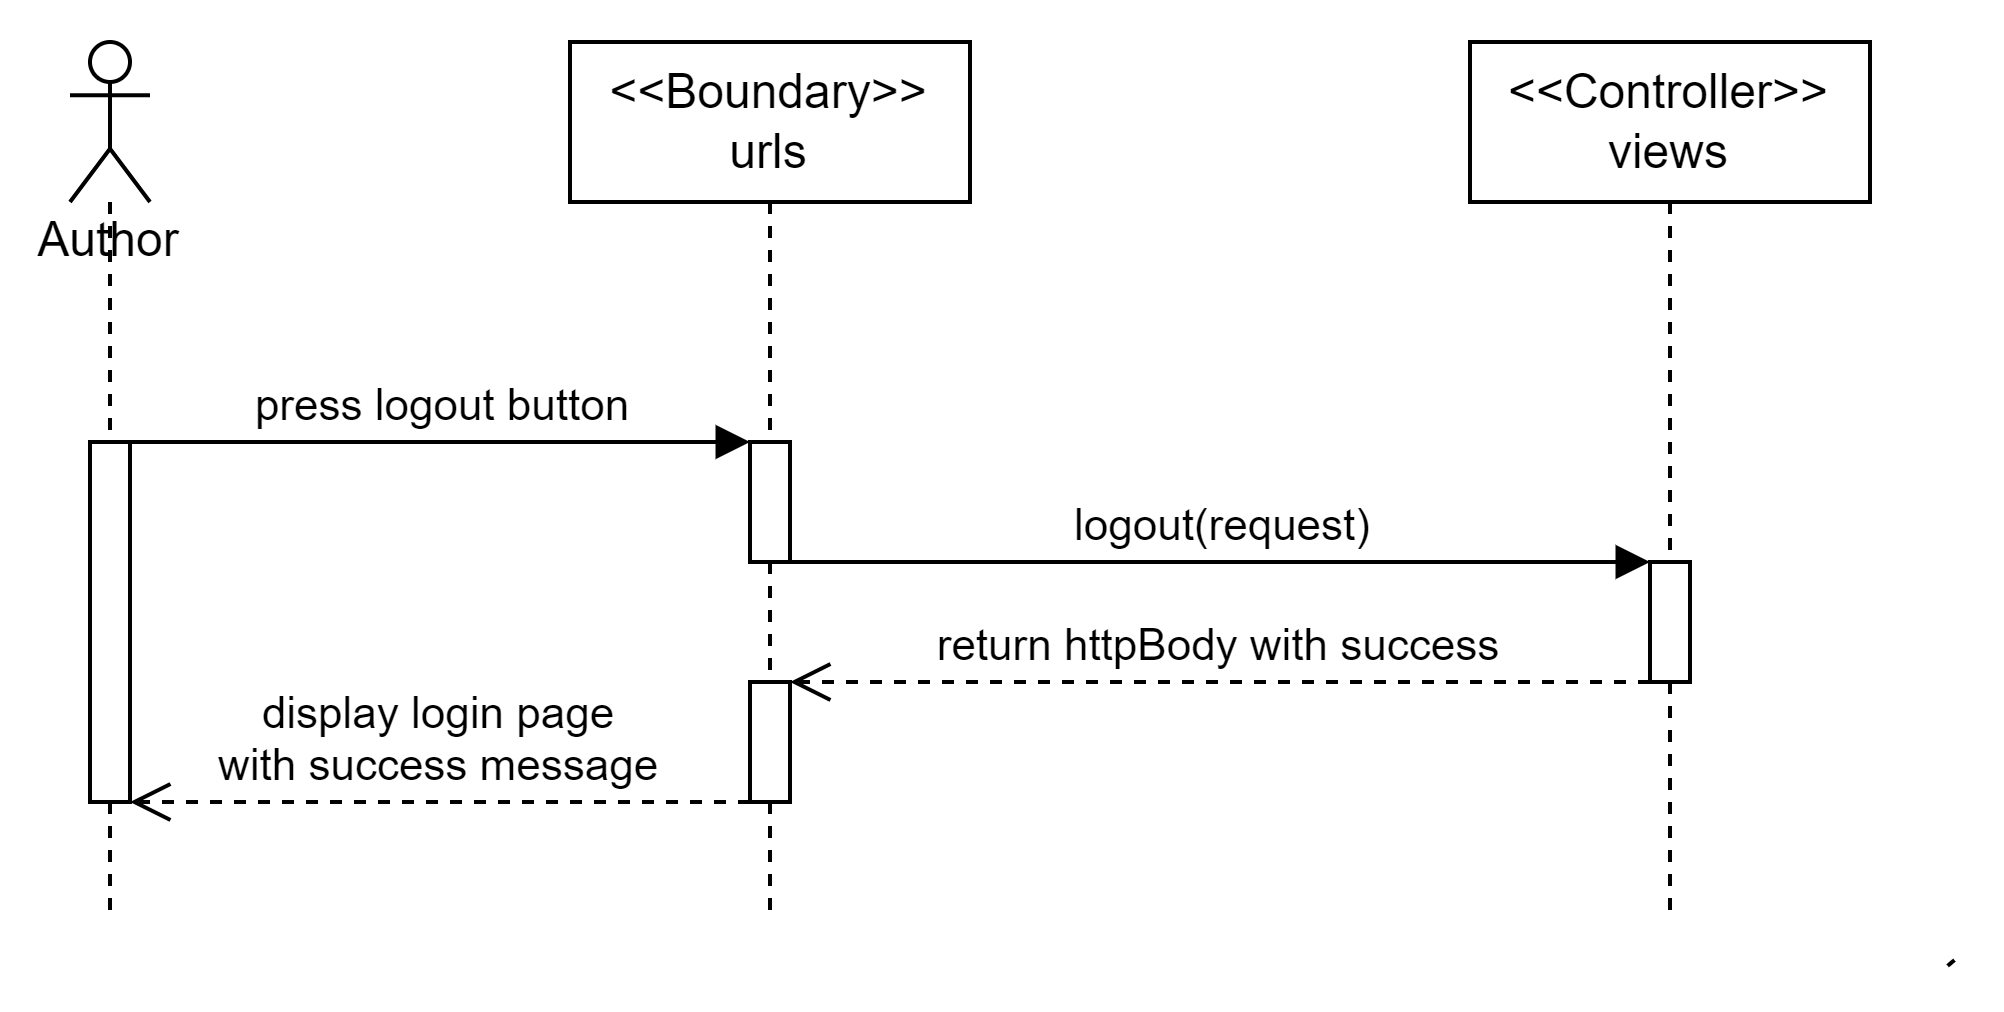 <<Boundary>>
urls
<<Controller>>
views
Author
press logout button
logout(request)
return httpBody with success
display login page
with success message